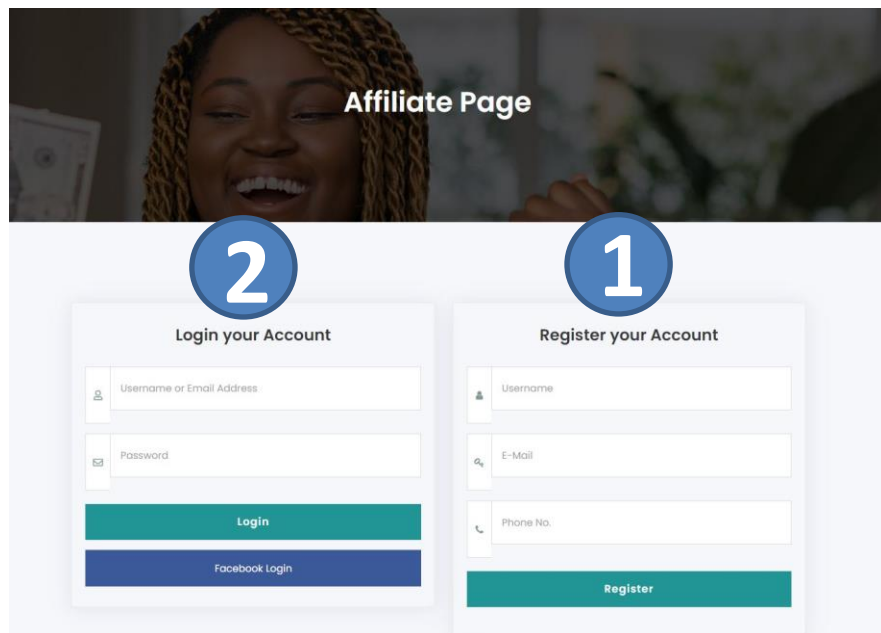 Affiliate Page
2
1
Login your Account
Username or Email Address
Password
Login
Facebook Login
Register your Account
Username
E-Mail
Phone No.
Register